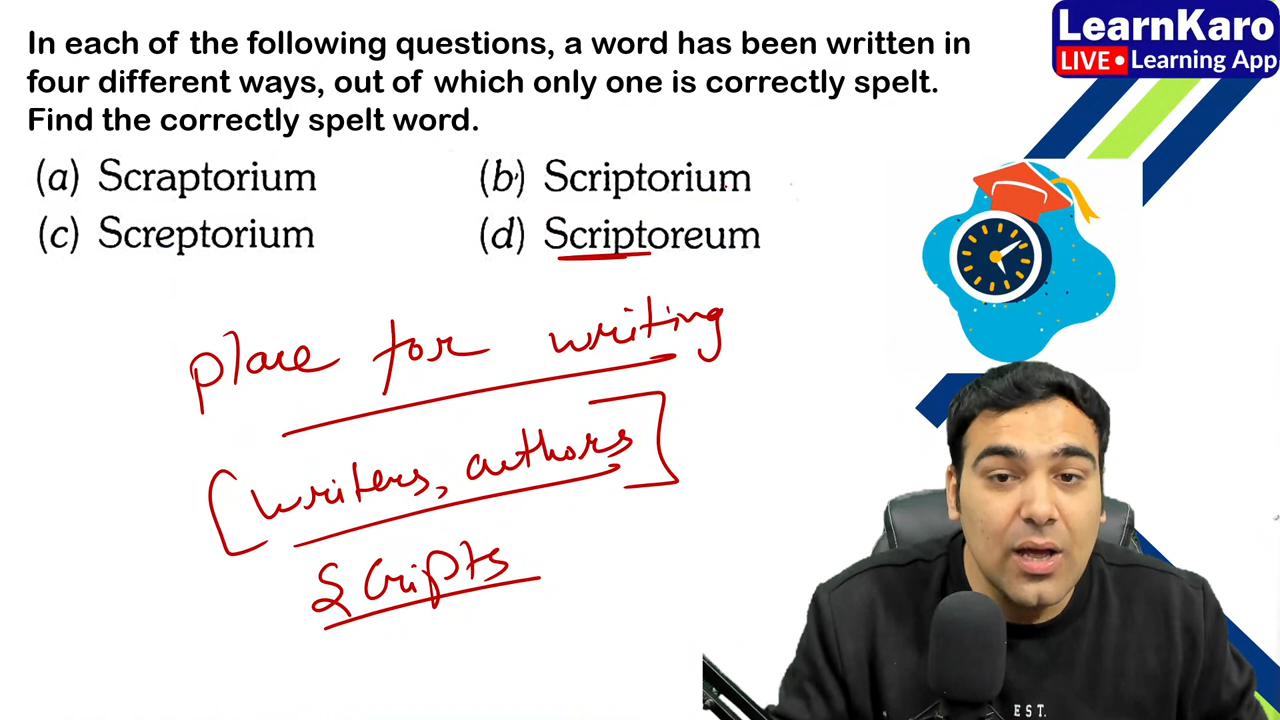 In each of the following questions, a word has been written in
four different ways, out of which only one is correctly spelt.
Find the correctly spelt word.
(a) Scraptorium
(b) Scriptorium
(c) Screptorium
(d) Scriptoreum
place for writing
[writers, authors]
Scripts
LearnKaro
LIVE • Learning App
EST.